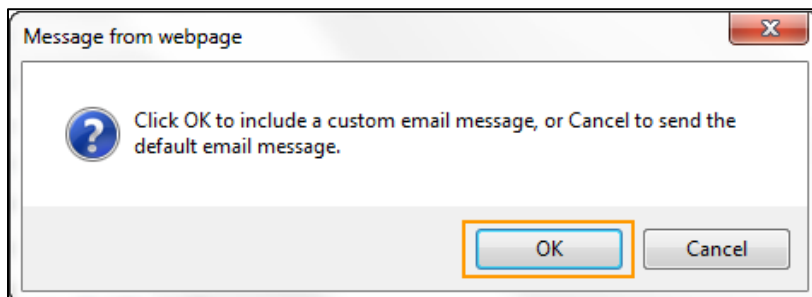 Message from webpage
Click OK to include a custom email message, or Cancel to send the
default email message.
OK
Cancel